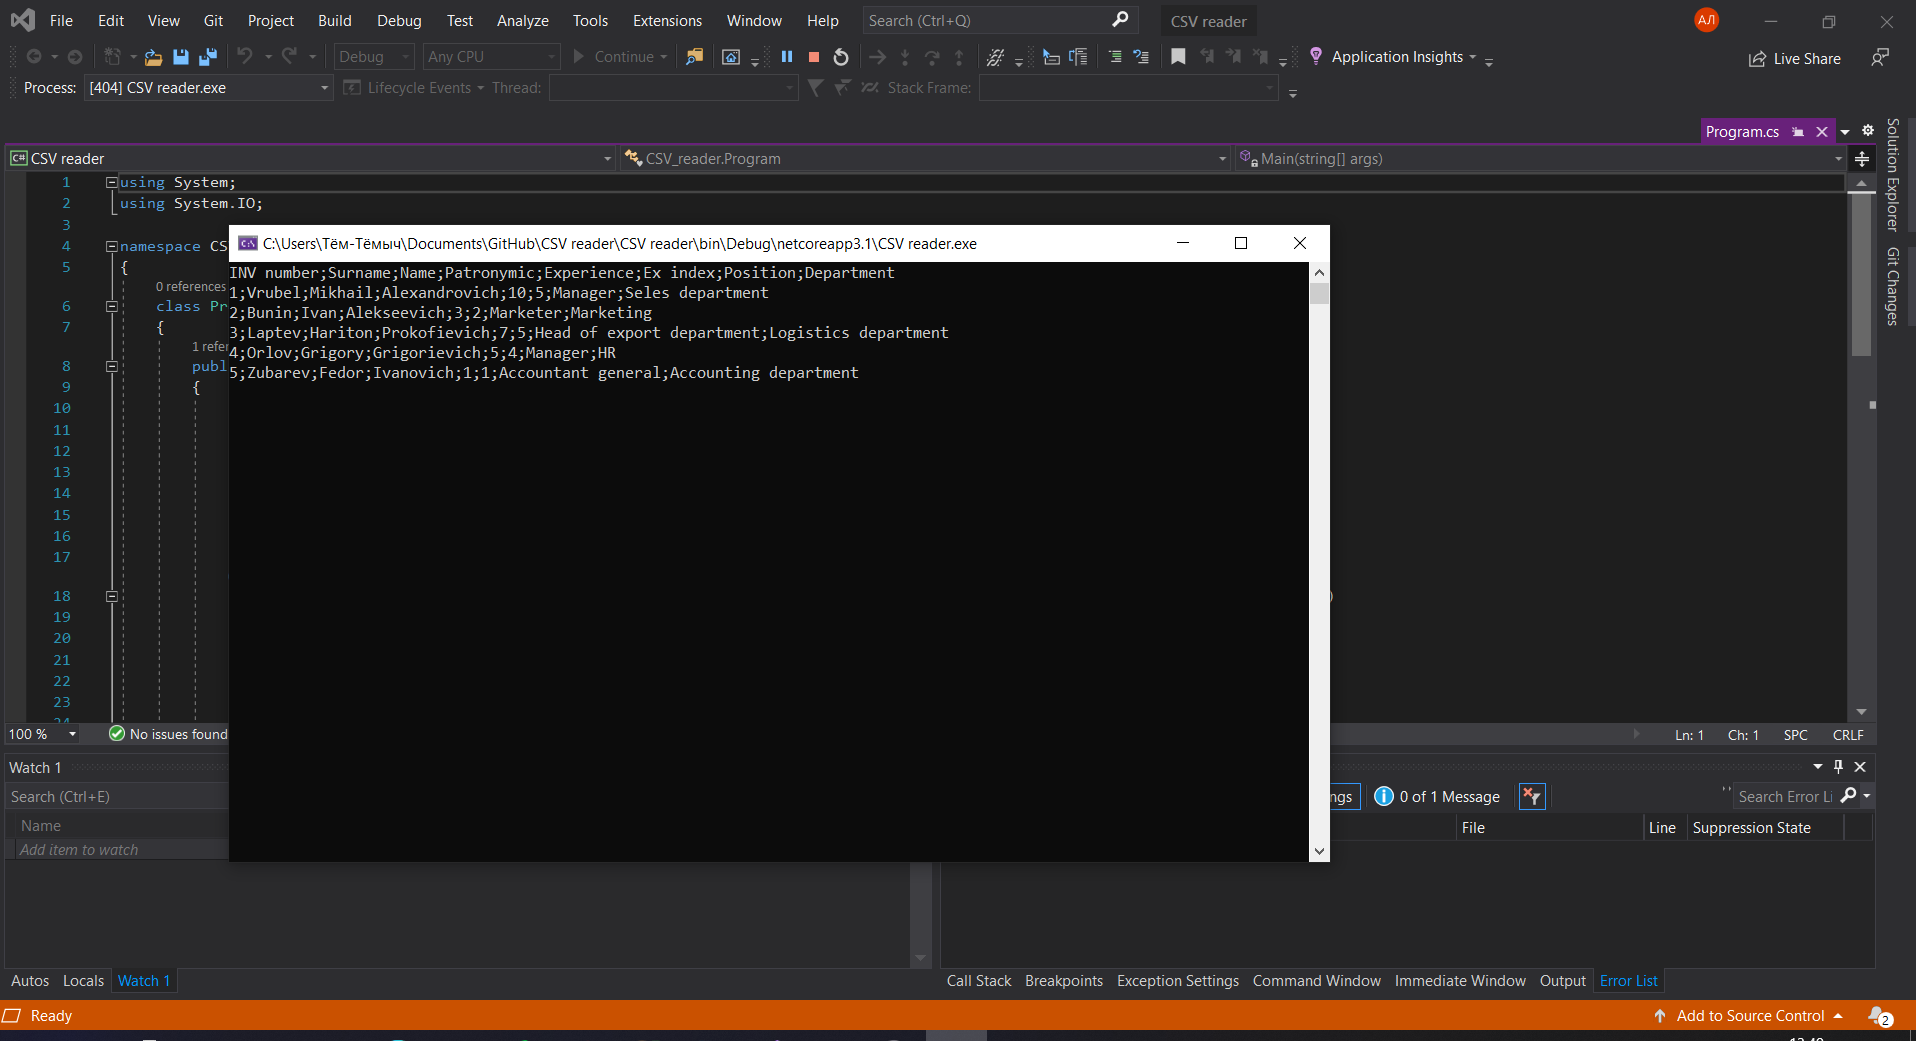 File Edit View Git Project Build Debug Test Analyze Tools Extensions Window Help Search (Ctrl+Q) CSV reader АЛ
Debug Any CPU Continue Application Insights Live Share
Process: [404] CSV reader.exe Lifecycle Events Thread: Stack Frame:
Program.cs
C# CSV reader CSV_reader.Program Main(string[] args)
Solution Explorer
Git Changes
1 using System;
2 using System.IO;
3
4 namespace CS
5 {
0 references
6 class Pr
7 {
1 refer
8 publ
9 {
10
11
12
13
14
15
16
17
18 )
19
20
21
22
23
24
C:\Users\Тём-Тёмыч\Documents\GitHub\CSV reader\CSV reader\bin\Debug\netcoreapp3.1\CSV reader.exe
INV number;Surname;Name;Patronymic;Experience;Ex index;Position;Department
1;Vrubel;Mikhail;Alexandrovich;10;5;Manager;Seles department
2;Bunin;Ivan;Alekseevich;3;2;Marketer;Marketing
3;Laptev;Hariton;Prokofievich;7;5;Head of export department;Logistics department
4;Orlov;Grigory;Grigorievich;5;4;Manager;HR
5;Zubarev;Fedor;Ivanovich;1;1;Accountant general;Accounting department
100 % No issues found Ln: 1 Ch: 1 SPC CRLF
Watch 1
Search (Ctrl+E) ngs 0 of 1 Message Search Error Li
Name File Line Suppression State
Add item to watch
Autos Locals Watch 1 Call Stack Breakpoints Exception Settings Command Window Immediate Window Output Error List
Ready Add to Source Control 2